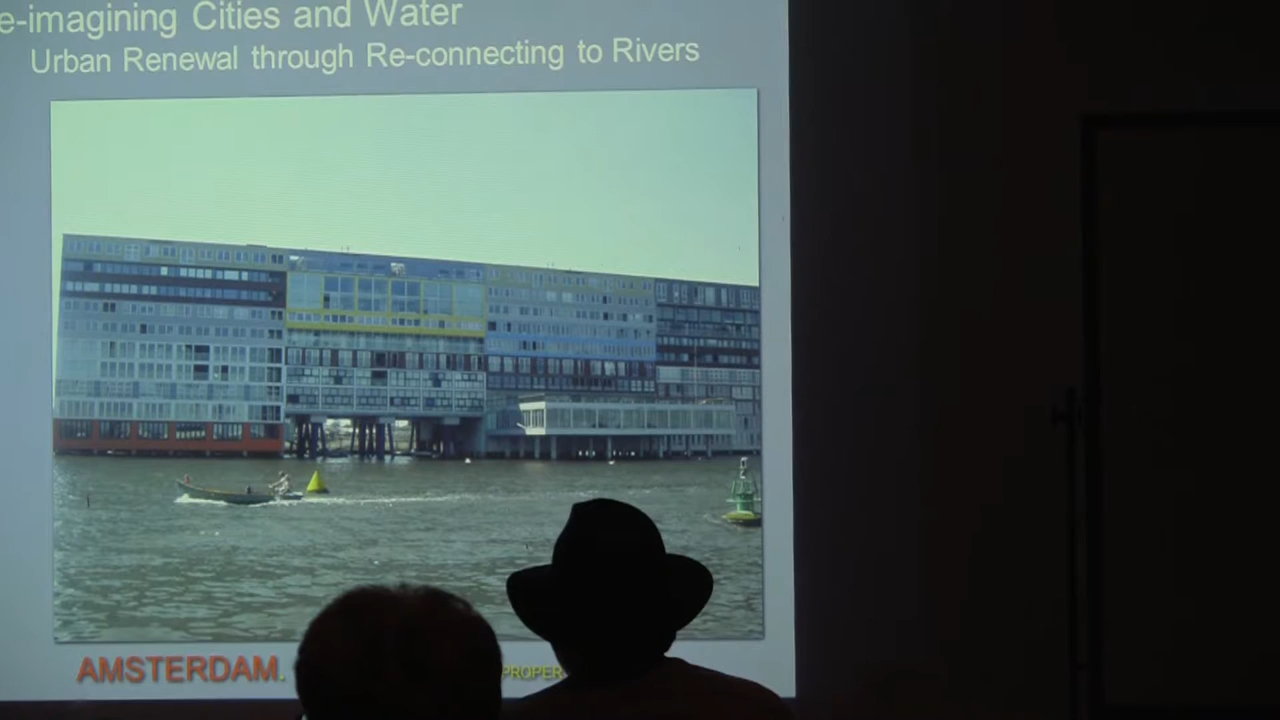 e-imagining Cities and Water
Urban Renewal through Re-connecting to Rivers
AMSTERDAM. PROPER